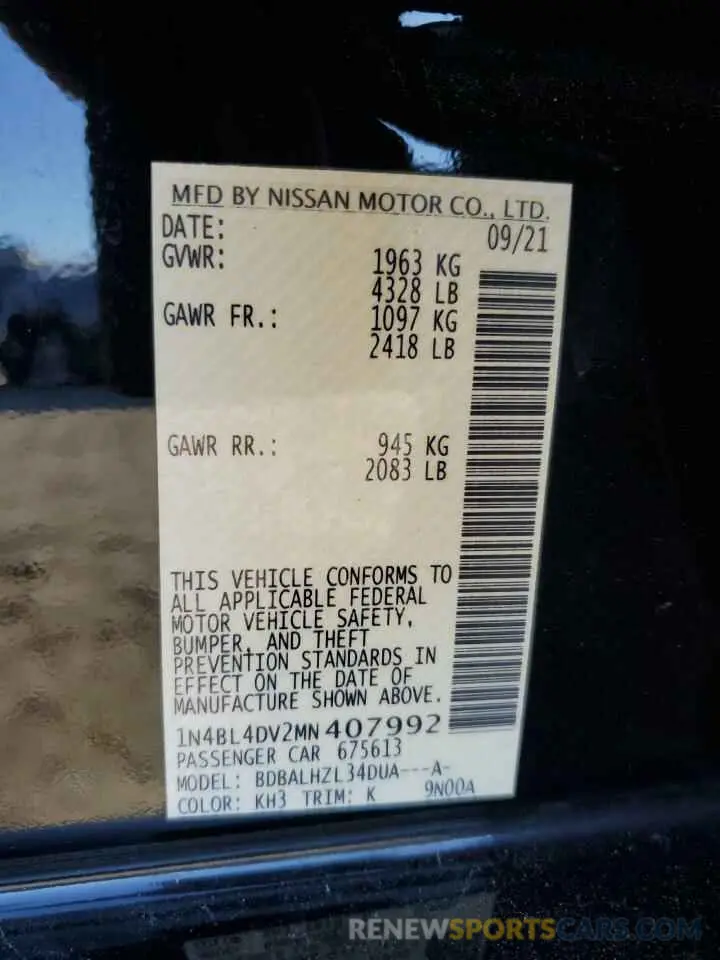 MFD BY NISSAN MOTOR CO., LTD.
DATE: 09/21
GVWR: 1963 KG
4328 LB
GAWR FR.: 1097 KG
2418 LB
GAWR RR.: 945 KG
2083 LB
THIS VEHICLE CONFORMS TO
ALL APPLICABLE FEDERAL
MOTOR VEHICLE SAFETY,
BUMPER, AND THEFT
PREVENTION STANDARDS IN
EFFECT ON THE DATE OF
MANUFACTURE SHOWN ABOVE.
1N4BL4DV2MN407992
PASSENGER CAR 675613
MODEL: BDBALHZL34DUA---A-
COLOR: KH3 TRIM: K 9N00A
RENEWSPORTSCARS.COM